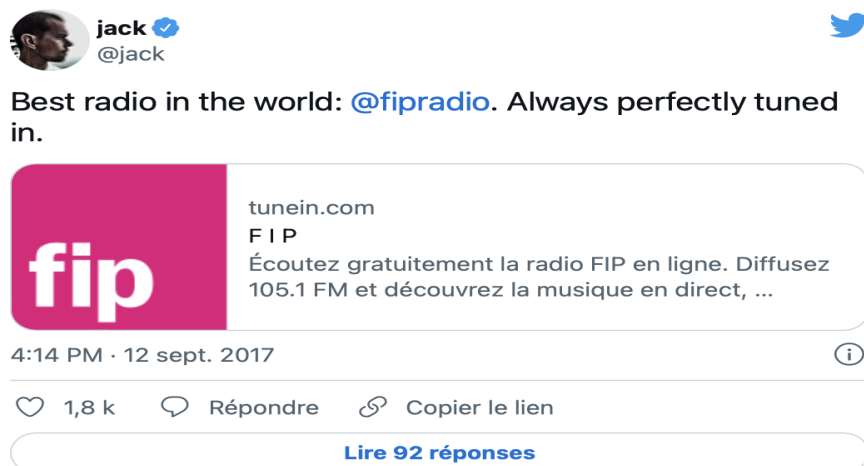 jack
@jack
Best radio in the world: @fipradio. Always perfectly tuned
in.
fip
tunein.com
F I P
Écoutez gratuitement la radio FIP en ligne. Diffusez
105.1 FM et découvrez la musique en direct, ...
4:14 PM · 12 sept. 2017
1,8 k Répondre Copier le lien
Lire 92 réponses